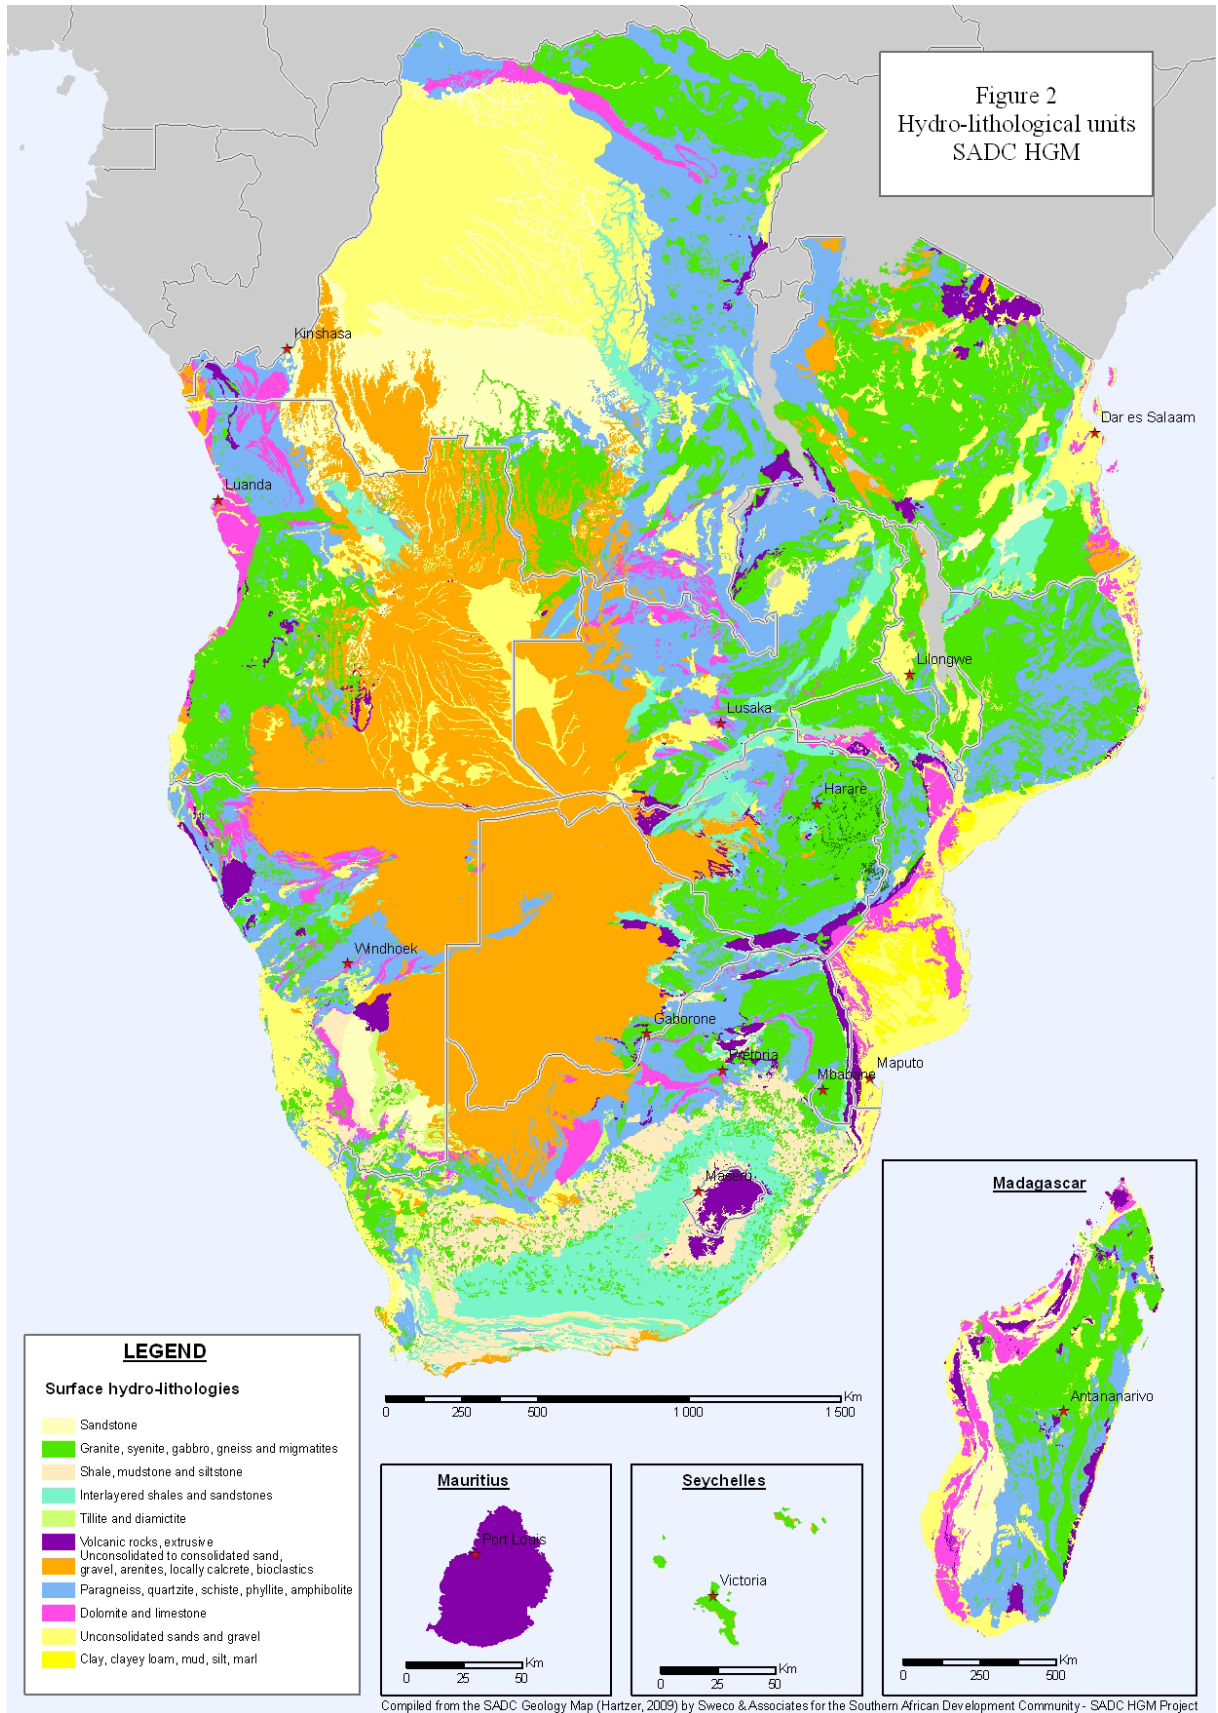 Figure 2
Hydro-lithological units
SADC HGM
Kinshasa
Dar es Salaam
Luanda
Lilongwe
Lusaka
Harare
Windhoek
Gaborone
Pretoria
Mbabane
Maputo
Maseru
Madagascar
Antananarivo
0 250 500 Km
LEGEND
Surface hydro-lithologies
Sandstone
Granite, syenite, gabbro, gneiss and migmatites
Shale, mudstone and siltstone
Interlayered shales and sandstones
Tillite and diamictite
Volcanic rocks, extrusive
Unconsolidated to consolidated sand,
gravel, arenites, locally calcrete, bioclastics
Paragneiss, quartzite, schiste, phyllite, amphibolite
Dolomite and limestone
Unconsolidated sands and gravel
Clay, clayey loam, mud, silt, marl
Km
0 250 500 1 000 1 500
Mauritius
Port Louis
Km
0 25 50
Seychelles
Victoria
Km
0 25 50
Compiled from the SADC Geology Map (Hartzer, 2009) by Sweco & Associates for the Southern African Development Community - SADC HGM Project